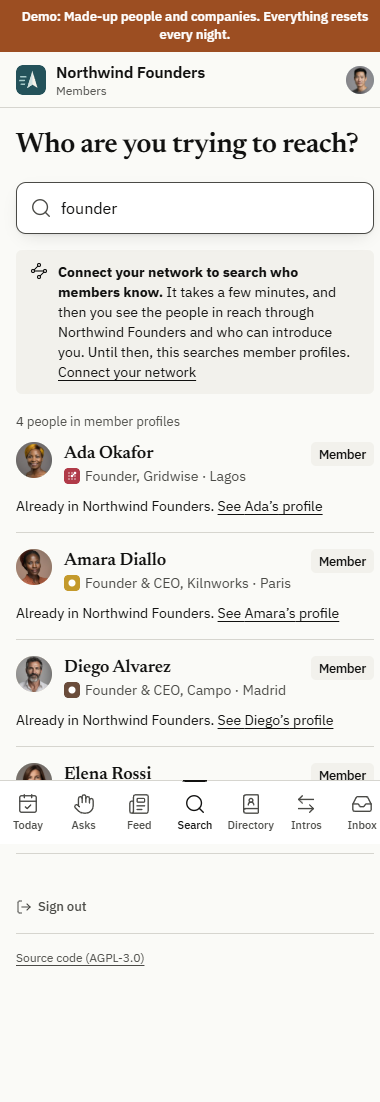 Demo: Made-up people and companies. Everything resets
every night.
Northwind Founders
Members
Who are you trying to reach?
founder
Connect your network to search who
members know. It takes a few minutes, and
then you see the people in reach through
Northwind Founders and who can introduce
you. Until then, this searches member profiles.
Connect your network
4 people in member profiles
Ada Okafor
Member
Founder, Gridwise · Lagos
Already in Northwind Founders. See Ada’s profile
Amara Diallo
Member
Founder & CEO, Kilnworks · Paris
Already in Northwind Founders. See Amara’s profile
Diego Alvarez
Member
Founder & CEO, Campo · Madrid
Already in Northwind Founders. See Diego’s profile
Elena Rossi
Member
Today
Asks
Feed
Search
Directory
Intros
Inbox
Sign out
Source code (AGPL-3.0)